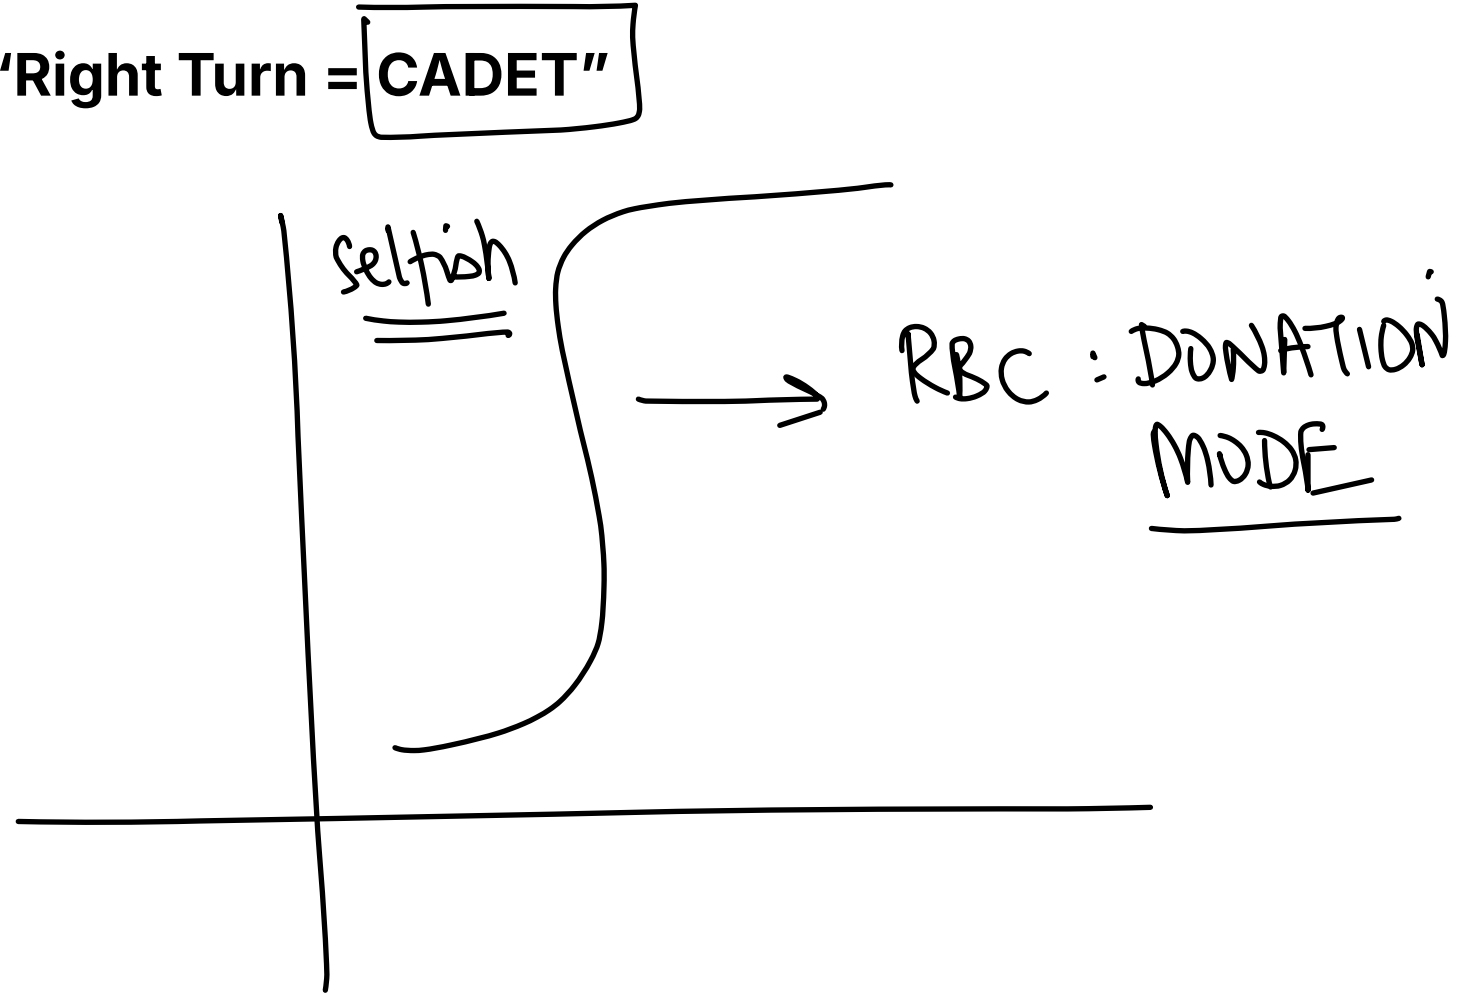 “Right Turn = CADET”
Selfish
RBC : DONATION
MODE